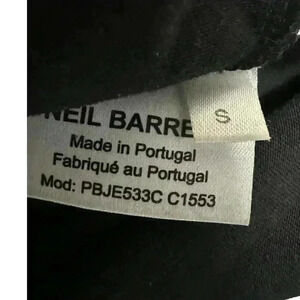 NEIL BARRE
S
Made in Portugal
Fabriqué au Portugal
Mod: PBJE533C C1553